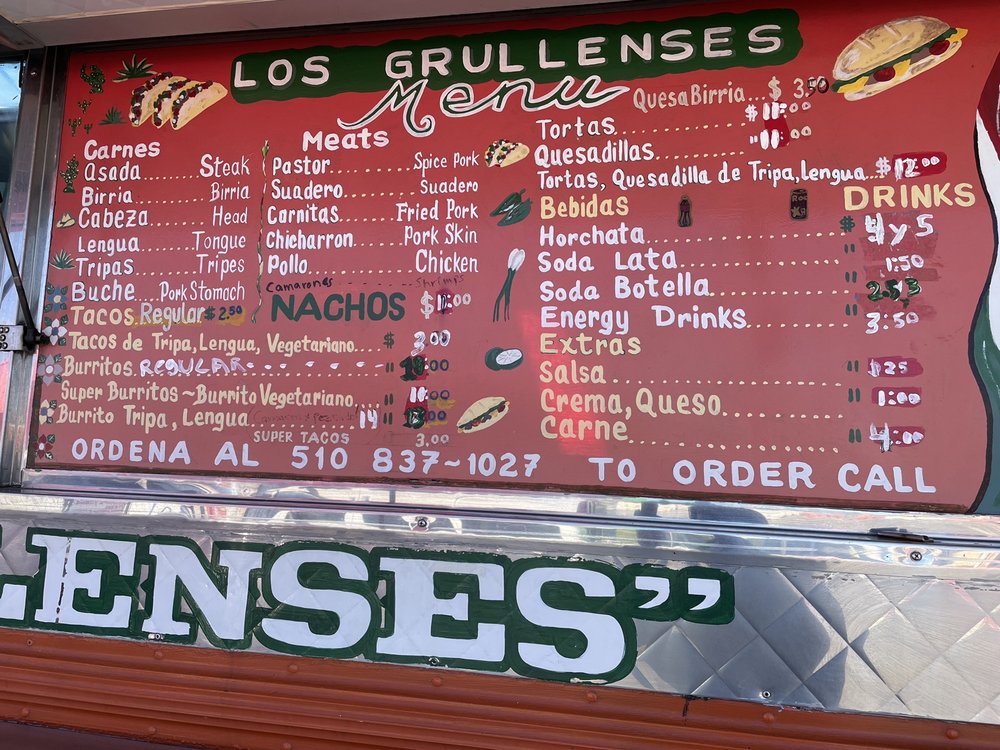 LOS GRULLENSES
Menu
Carnes
Asada........Steak
Birria...........Birria
Cabeza........Head
Lengua........Tongue
Tripas.........Tripes
Buche...Pork Stomach
Meats
Pastor..........Spice Pork
Suadero..........Suadero
Carnitas........Fried Pork
Chicharron......Pork Skin
Pollo...............Chicken
Camarones...........Shrimps
NACHOS
TACOS Regular $ 2.50
Tacos de Tripa, Lengua, Vegetariano.... $ 3.00
Burritos REGULAR
Super Burritos ~ Burrito Vegetariano,....
Burrito Tripa, Lengua 14
SUPER TACOS 3,00
QuesaBirria... $ 3.50
Tortas
Quesadillas
Tortas, Quesadilla de Tripa, Lengua...$12.00
Bebidas DRINKS
Horchata $ 4 y 5
Soda Lata " 1:50
Soda Botella "
Energy Drinks " 3.50
Extras
Salsa
Crema, Queso " 1:00
Carne " 4:00
ORDENA AL 510 837~1027 TO ORDER CALL
LENSES”